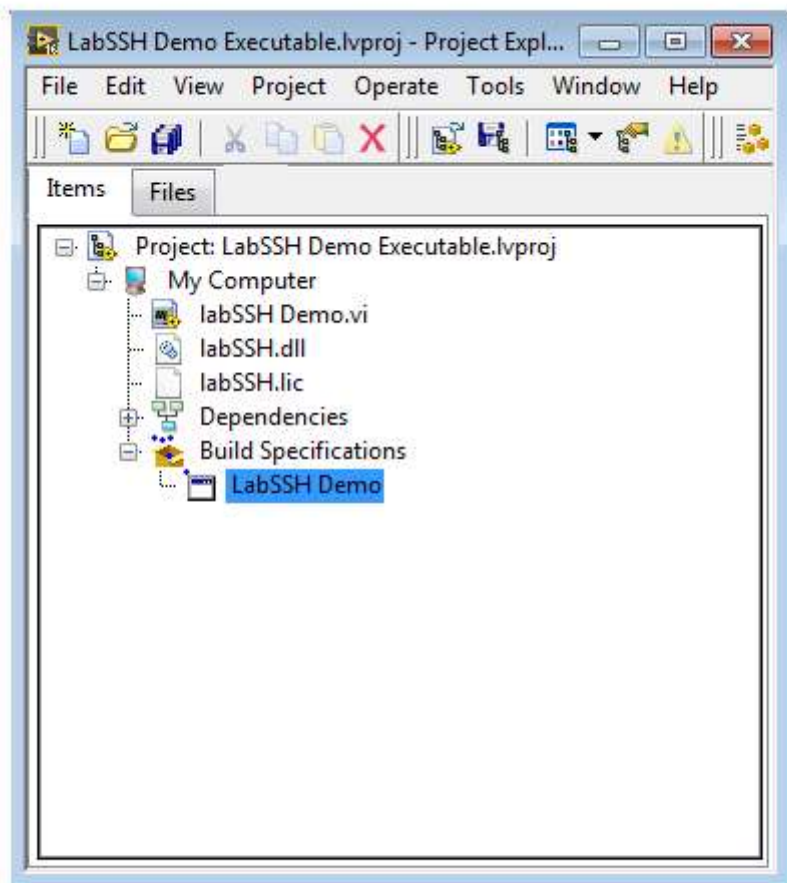 LabSSH Demo Executable.lvproj - Project Expl...
File Edit View Project Operate Tools Window Help
Items Files
Project: LabSSH Demo Executable.lvproj
My Computer
labSSH Demo.vi
labSSH.dll
labSSH.lic
Dependencies
Build Specifications
LabSSH Demo